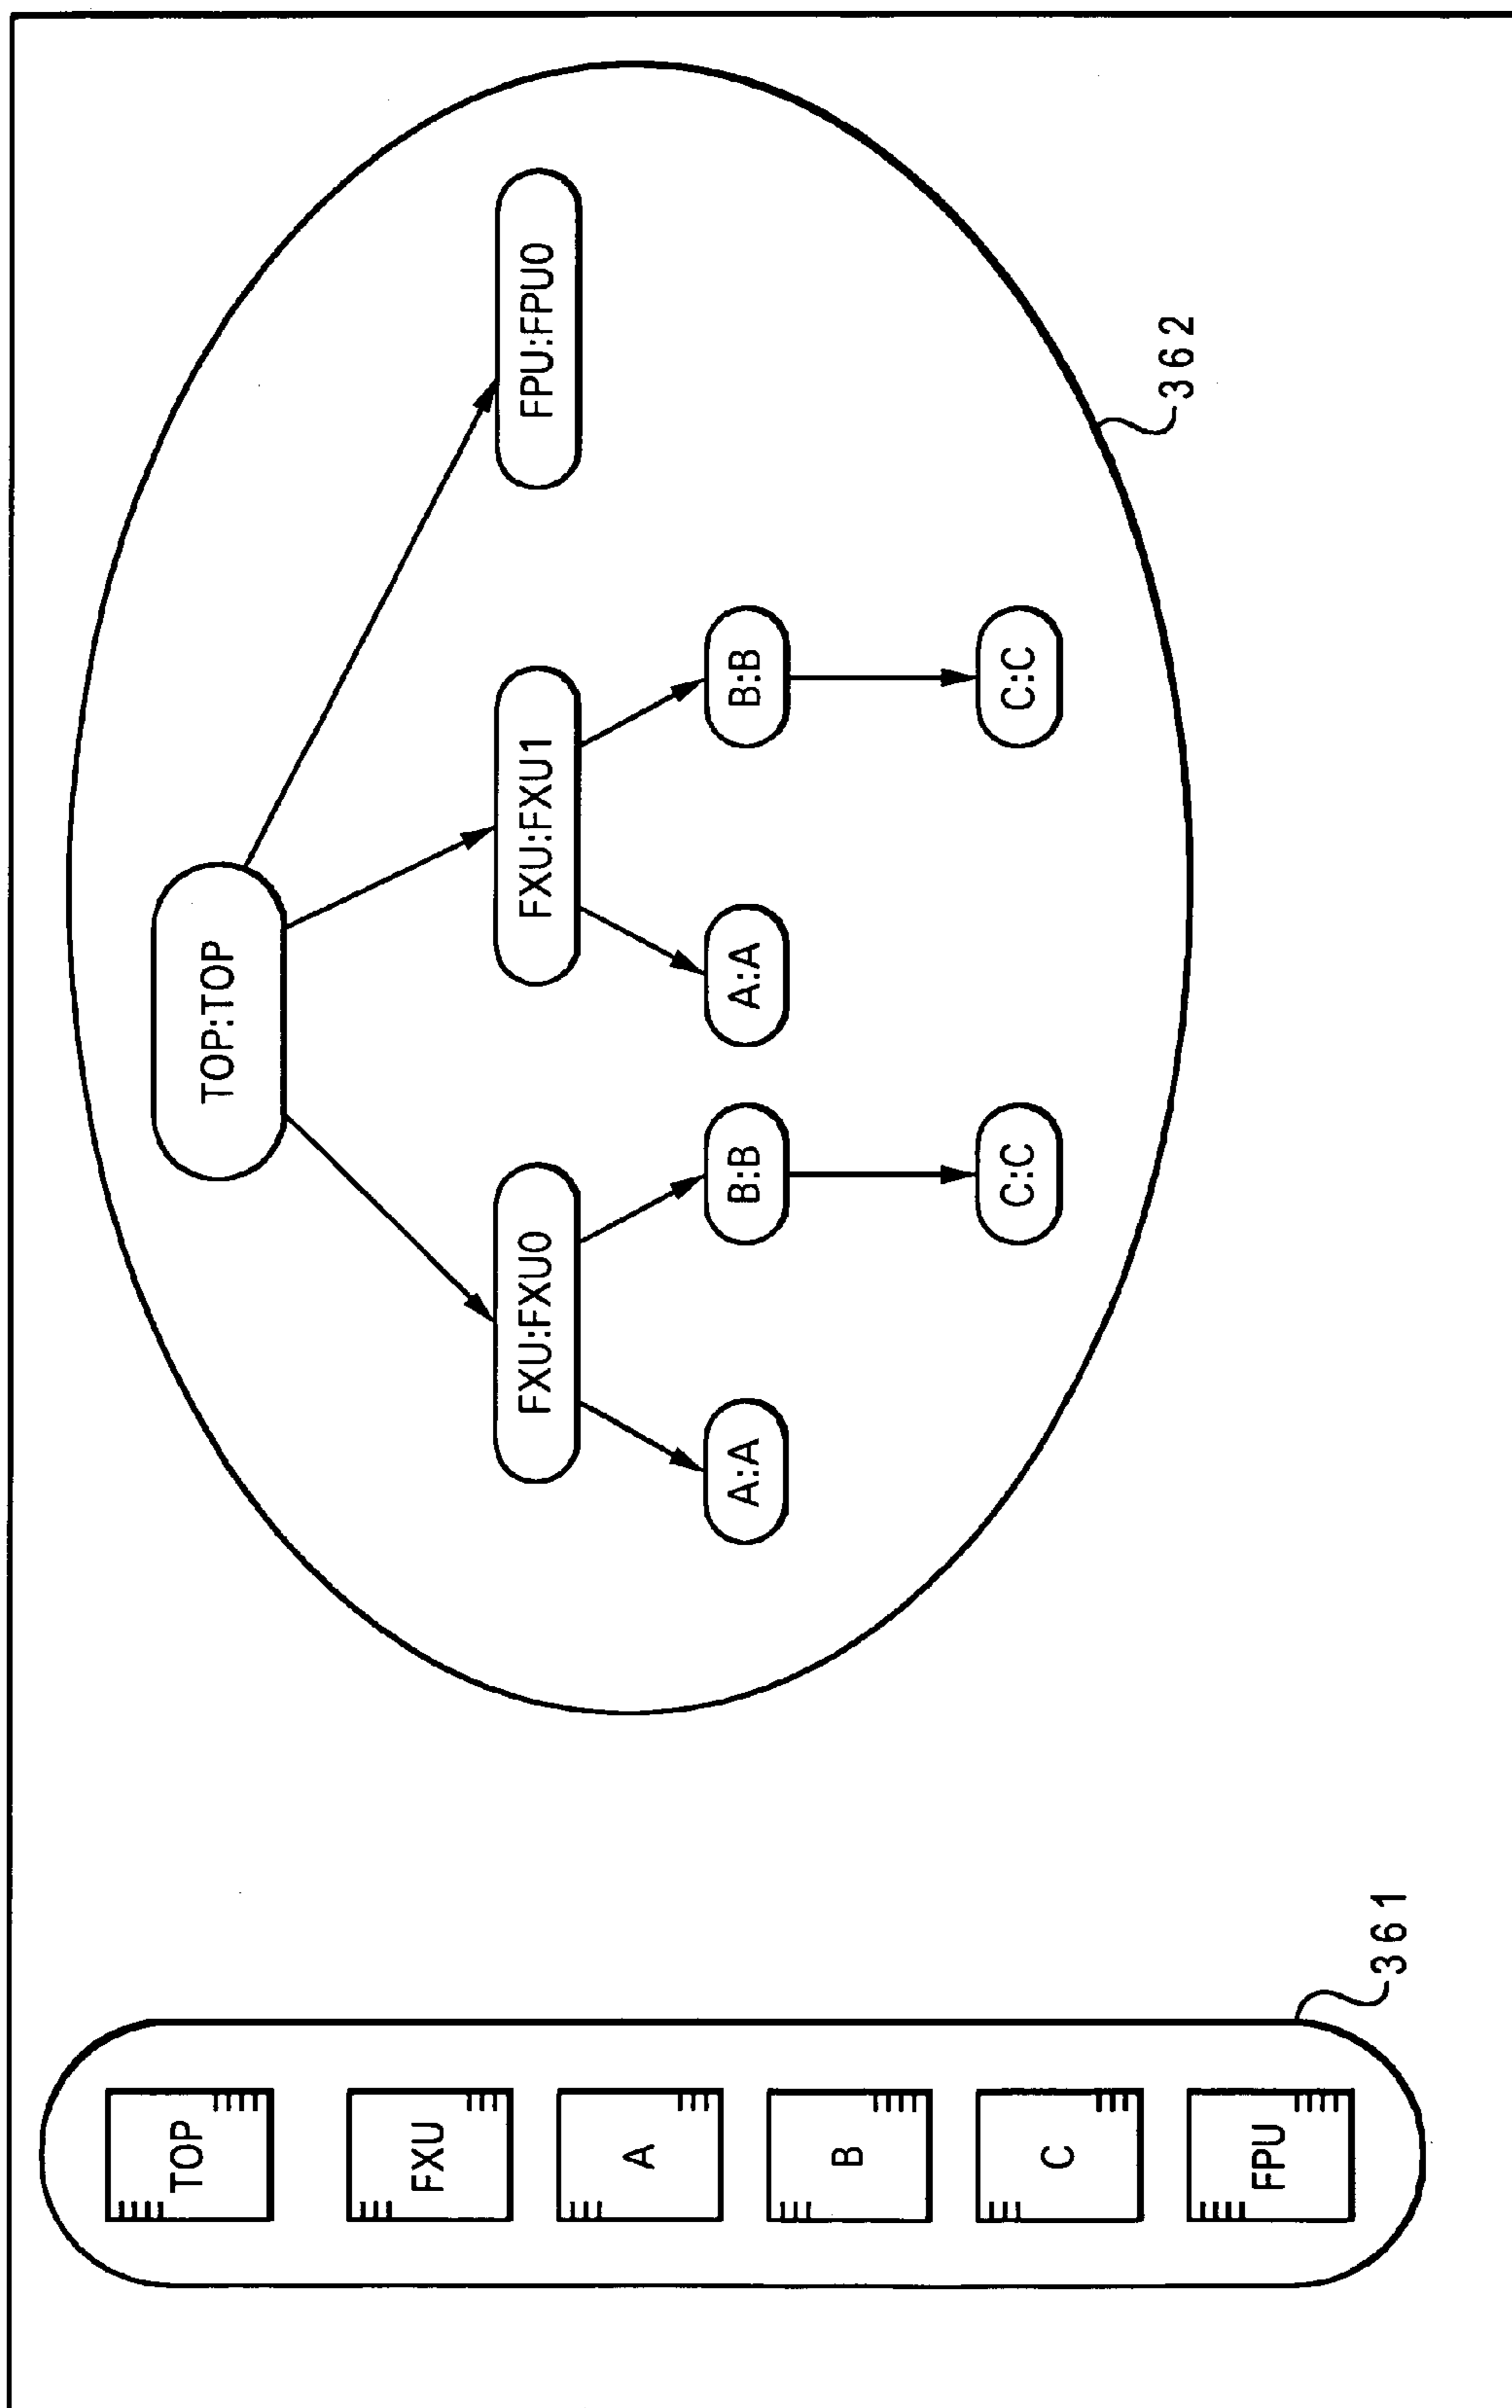 TOP
FXU
A
B
C
FPU
361
TOP:TOP
FXU:FXU0
FXU:FXU1
FPU:FPU0
A:A
B:B
A:A
B:B
C:C
C:C
362